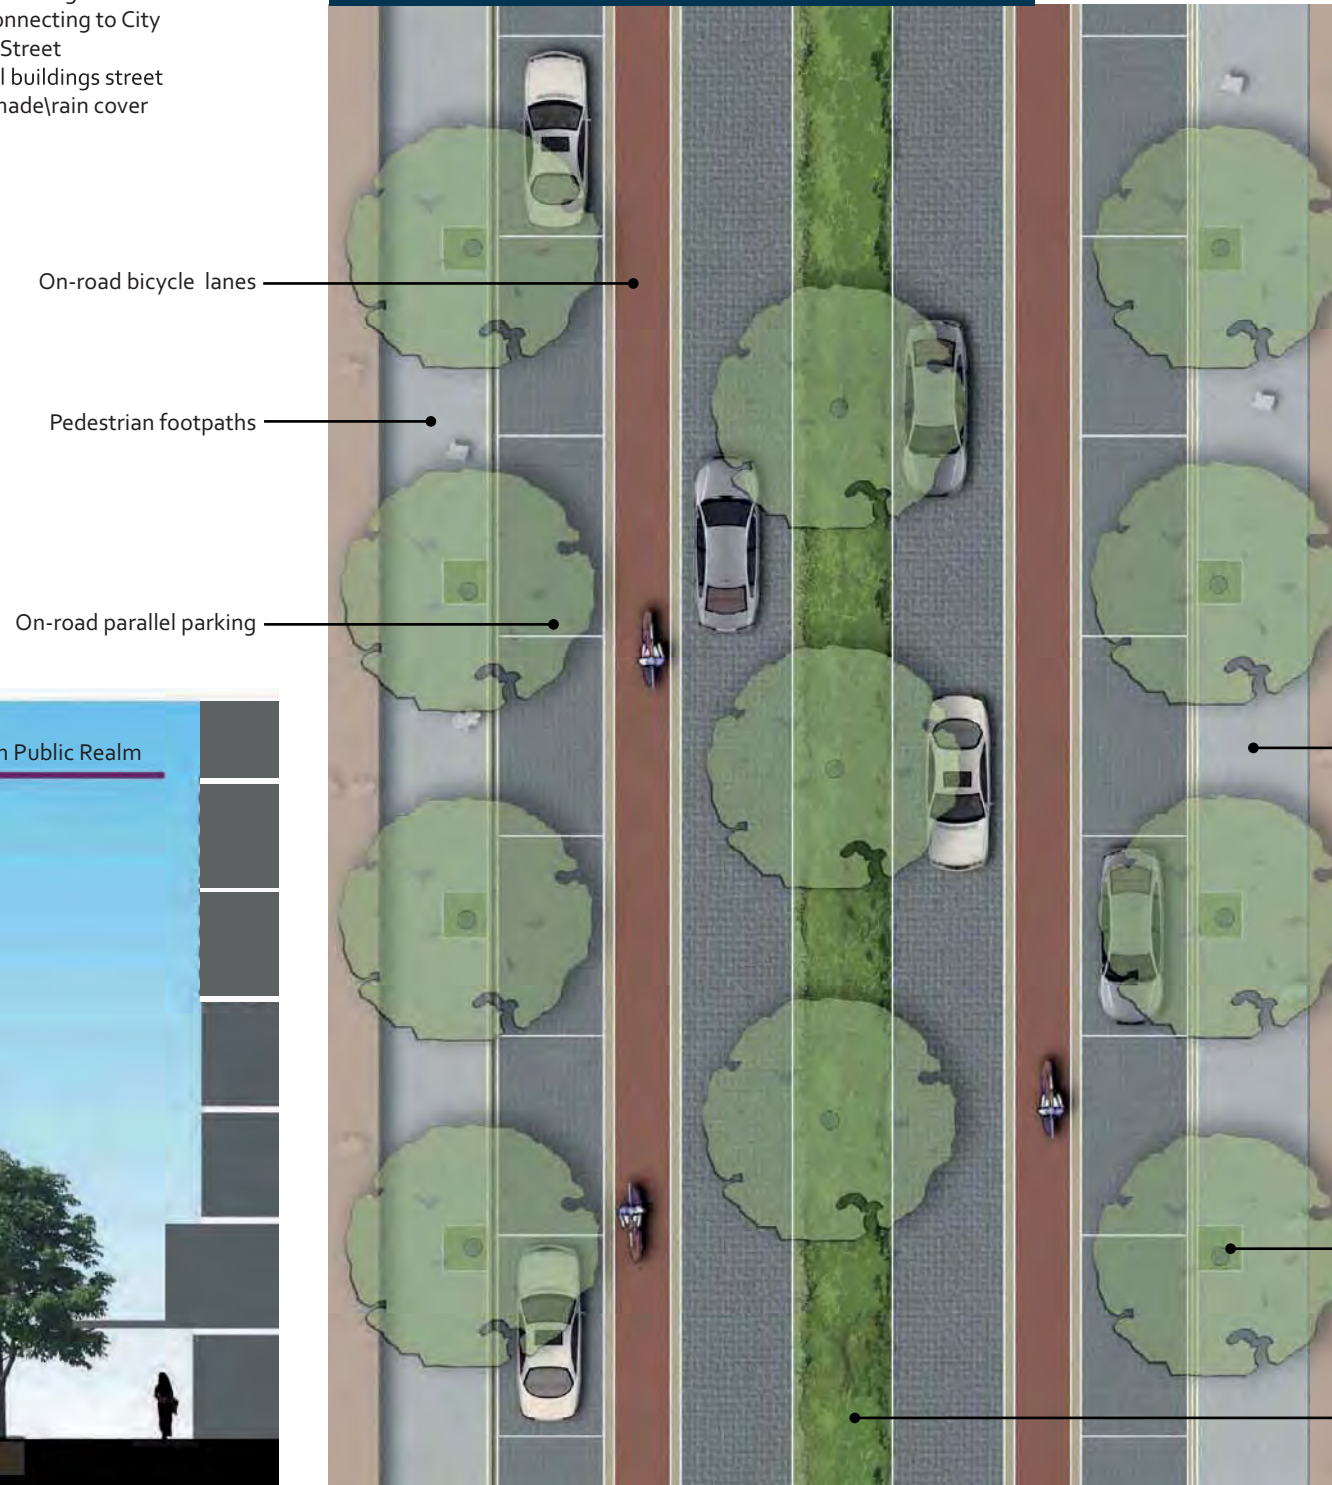 onnecting to City
Street
l buildings street
hade\rain cover
On-road bicycle lanes
Pedestrian footpaths
On-road parallel parking
n Public Realm